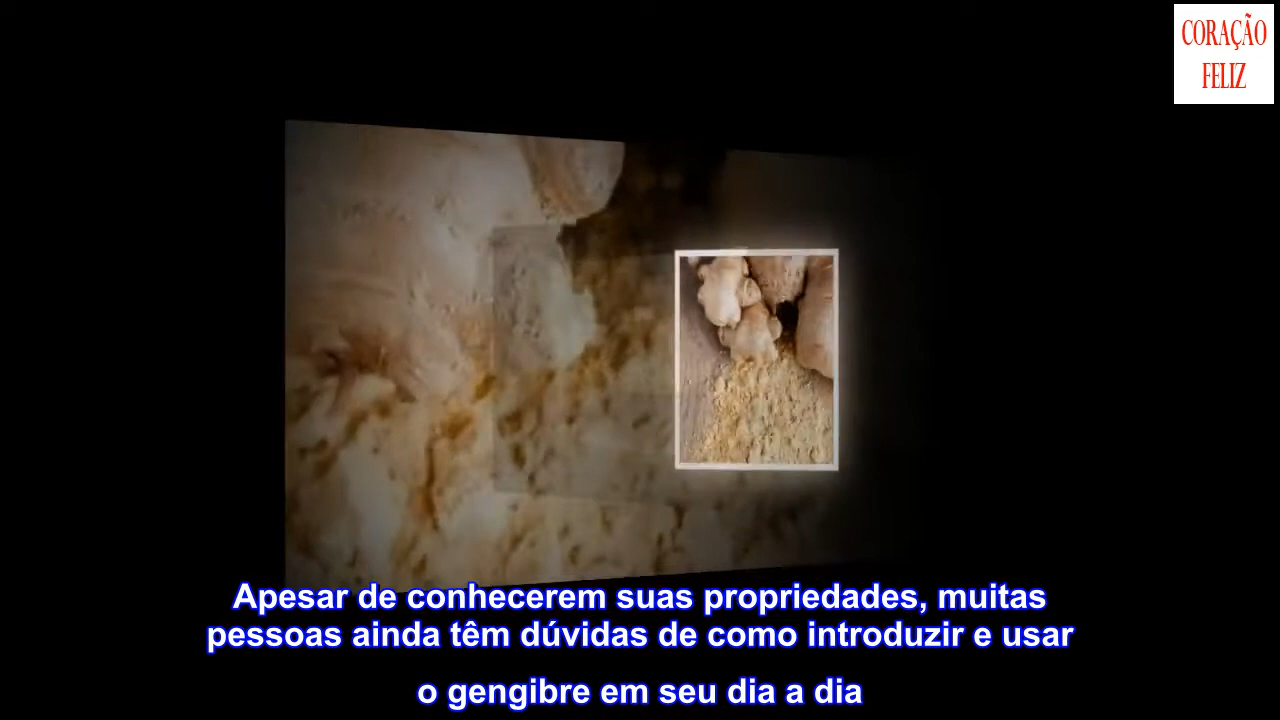 CORAÇÃO
FELIZ
Apesar de conhecerem suas propriedades, muitas
pessoas ainda têm dúvidas de como introduzir e usar
o gengibre em seu dia a dia